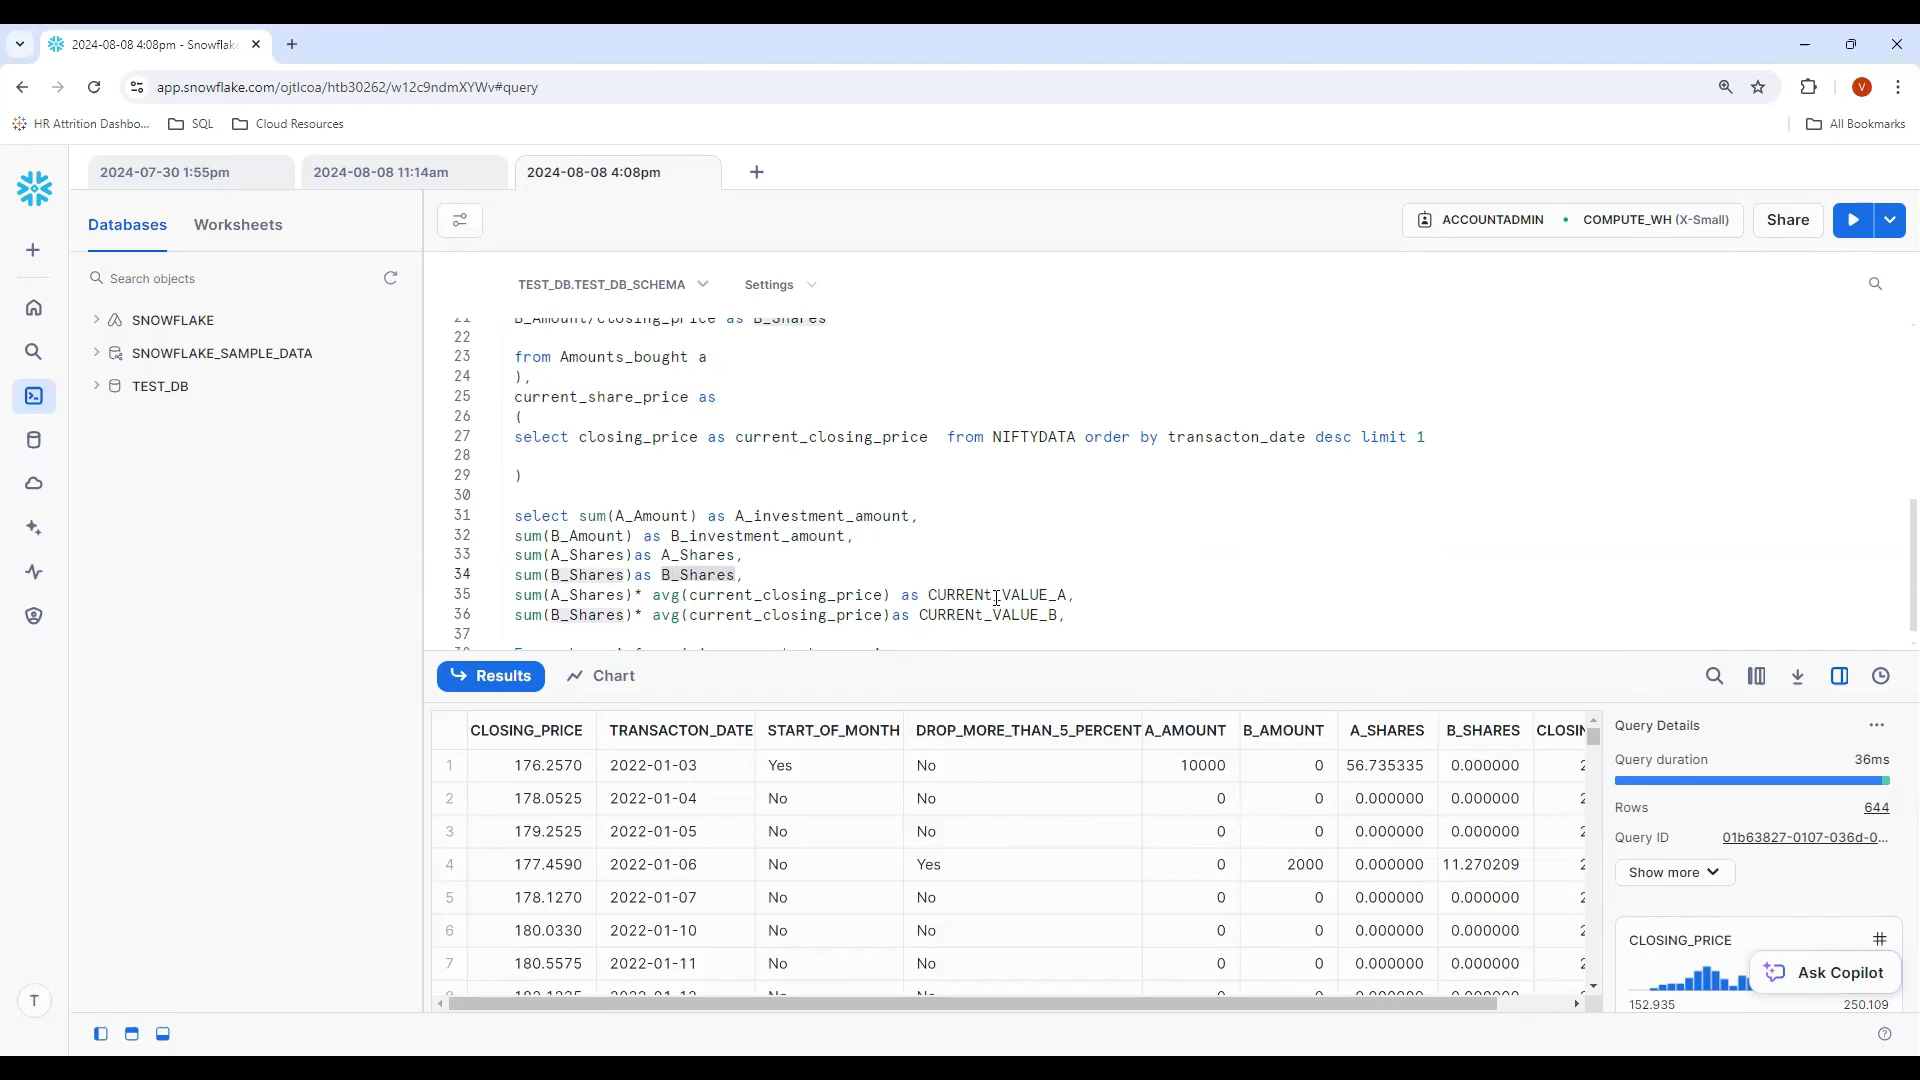 2024-08-08 4:08pm - Snowflake
app.snowflake.com/ojtlcoa/htb30262/w12c9ndmXYWv#query
HR Attrition Dashbo... SQL Cloud Resources All Bookmarks
V
2024-07-30 1:55pm 2024-08-08 11:14am 2024-08-08 4:08pm
Databases Worksheets
ACCOUNTADMIN COMPUTE_WH (X-Small) Share
Search objects
SNOWFLAKE
SNOWFLAKE_SAMPLE_DATA
TEST_DB
T
TEST_DB.TEST_DB_SCHEMA Settings
21 B_Amount/closing_price as B_Shares
22
23 from Amounts_bought a
24 ),
25 current_share_price as
26 (
27 select closing_price as current_closing_price from NIFTYDATA order by transacton_date desc limit 1
28
29 )
30
31 select sum(A_Amount) as A_investment_amount,
32 sum(B_Amount) as B_investment_amount,
33 sum(A_Shares)as A_Shares,
34 sum(B_Shares)as B_Shares,
35 sum(A_Shares)* avg(current_closing_price) as CURRENt_VALUE_A,
36 sum(B_Shares)* avg(current_closing_price)as CURRENt_VALUE_B,
37
Results Chart
CLOSING_PRICE TRANSACTON_DATE START_OF_MONTH DROP_MORE_THAN_5_PERCENT A_AMOUNT B_AMOUNT A_SHARES B_SHARES CLOSIN
1 176.2570 2022-01-03 Yes No 10000 0 56.735335 0.000000
2 178.0525 2022-01-04 No No 0 0 0.000000 0.000000
3 179.2525 2022-01-05 No No 0 0 0.000000 0.000000
4 177.4590 2022-01-06 No Yes 0 2000 0.000000 11.270209
5 178.1270 2022-01-07 No No 0 0 0.000000 0.000000
6 180.0330 2022-01-10 No No 0 0 0.000000 0.000000
7 180.5575 2022-01-11 No No 0 0 0.000000 0.000000
Query Details
Query duration 36ms
Rows 644
Query ID 01b63827-0107-036d-0...
Show more
CLOSING_PRICE
152.935 250.109
Ask Copilot